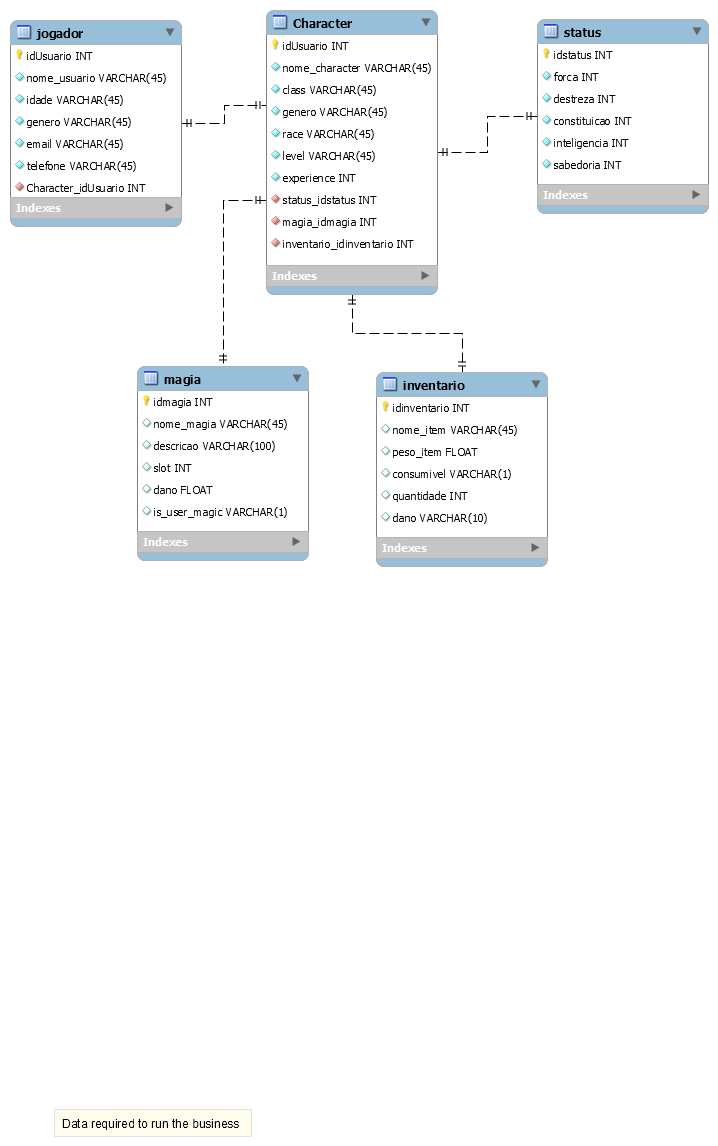 jogador
idUsuario INT
nome_usuario VARCHAR(45)
idade VARCHAR(45)
genero VARCHAR(45)
email VARCHAR(45)
telefone VARCHAR(45)
Character_idUsuario INT
Indexes
Character
idUsuario INT
nome_character VARCHAR(45)
class VARCHAR(45)
genero VARCHAR(45)
race VARCHAR(45)
level VARCHAR(45)
experience INT
status_idstatus INT
magia_idmagia INT
inventario_idinventario INT
Indexes
status
idstatus INT
forca INT
destreza INT
constituicao INT
inteligencia INT
sabedoria INT
Indexes
magia
idmagia INT
nome_magia VARCHAR(45)
descricao VARCHAR(100)
slot INT
dano FLOAT
is_user_magic VARCHAR(1)
Indexes
inventario
idinventario INT
nome_item VARCHAR(45)
peso_item FLOAT
consumivel VARCHAR(1)
quantidade INT
dano VARCHAR(10)
Indexes
Data required to run the business